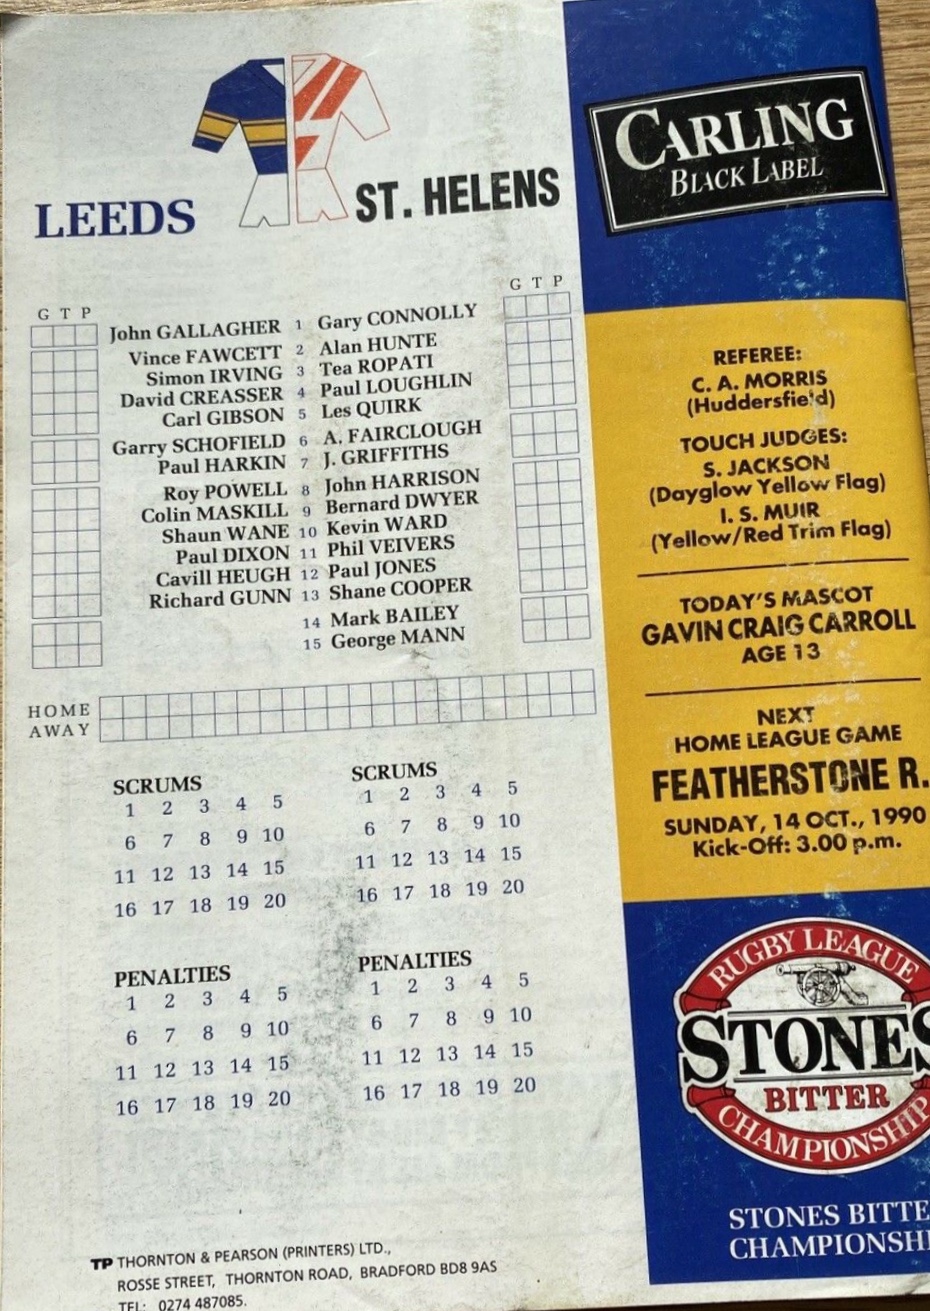 LEEDS
ST. HELENS
G T P
G T P
John GALLAGHER 1 Gary CONNOLLY
Vince FAWCETT 2 Alan HUNTE
Simon IRVING 3 Tea ROPATI
David CREASSER 4 Paul LOUGHLIN
Carl GIBSON 5 Les QUIRK
Garry SCHOFIELD 6 A. FAIRCLOUGH
Paul HARKIN 7 J. GRIFFITHS
Roy POWELL 8 John HARRISON
Colin MASKILL 9 Bernard DWYER
Shaun WANE 10 Kevin WARD
Paul DIXON 11 Phil VEIVERS
Cavill HEUGH 12 Paul JONES
Richard GUNN 13 Shane COOPER
14 Mark BAILEY
15 George MANN
HOME
AWAY
SCRUMS
1 2 3 4 5
6 7 8 9 10
11 12 13 14 15
16 17 18 19 20
SCRUMS
1 2 3 4 5
6 7 8 9 10
11 12 13 14 15
16 17 18 19 20
PENALTIES
1 2 3 4 5
6 7 8 9 10
11 12 13 14 15
16 17 18 19 20
PENALTIES
1 2 3 4 5
6 7 8 9 10
11 12 13 14 15
16 17 18 19 20
TP THORNTON & PEARSON (PRINTERS) LTD.,
ROSSE STREET, THORNTON ROAD, BRADFORD BD8 9AS
TEL: 0274 487085.
CARLING
BLACK LABEL
REFEREE:
C. A. MORRIS
(Huddersfield)
TOUCH JUDGES:
S. JACKSON
(Dayglow Yellow Flag)
I. S. MUIR
(Yellow/Red Trim Flag)
TODAY'S MASCOT
GAVIN CRAIG CARROLL
AGE 13
NEXT
HOME LEAGUE GAME
FEATHERSTONE R.
SUNDAY, 14 OCT., 1990
Kick-Off: 3.00 p.m.
RUGBY LEAGUE
STONES
BITTER
CHAMPIONSHIP
STONES BITTE
CHAMPIONSHI